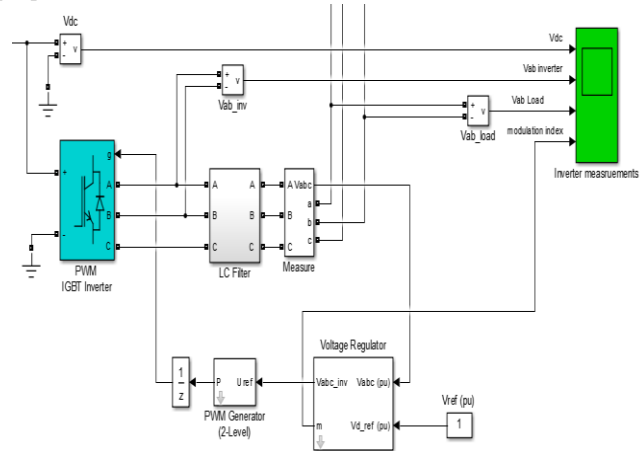 Vdc
+ v
-
Vdc
Vab inverter
+ v
-
Vab_inv
Vab Load
+ v
-
Vab_load
modulation index
Inverter measruements
g
+
A
B
-
C
PWM
IGBT Inverter
A A
B B
C C
LC Filter
A Vabc
a
B b
c
C
Measure
Voltage Regulator
1
z
P Uref
PWM Generator
(2-Level)
Vabc_inv Vabc (pu)
m Vd_ref (pu)
Vref (pu)
1